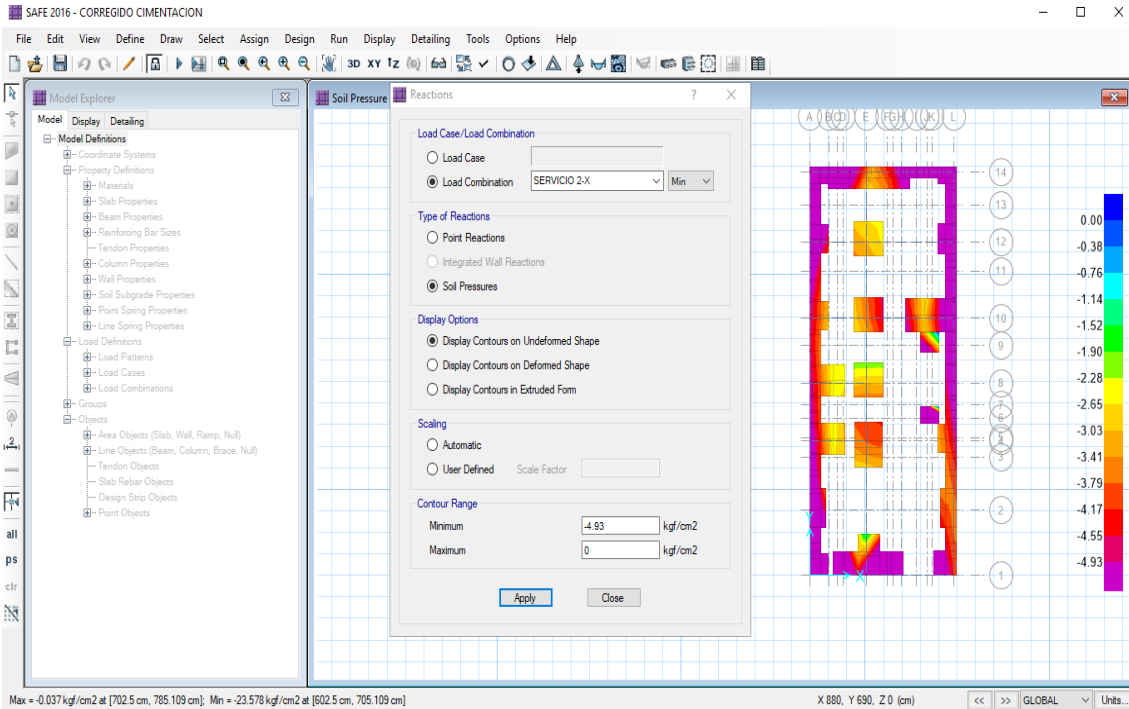 SAFE 2016 - CORREGIDO CIMENTACION
File Edit View Define Draw Select Assign Design Run Display Detailing Tools Options Help
3D XY
Model Explorer
Model Display Detailing
Model Definitions
Coordinate Systems
Property Definitions
Materials
Slab Properties
Beam Properties
Reinforcing Bar Sizes
Tendon Properties
Column Properties
Wall Properties
Soil Subgrade Properties
Point Spring Properties
Line Spring Properties
Load Definitions
Load Patterns
Load Cases
Load Combinations
Groups
Objects
Area Objects (Slab, Wall, Ramp, Null)
Line Objects (Beam, Column, Brace, Null)
Tendon Objects
Slab Rebar Objects
Design Strip Objects
Point Objects
all
ps
clr
Soil Pressure
Reactions
Load Case/Load Combination
Load Case
Load Combination SERVICIO 2-X Min
Type of Reactions
Point Reactions
Integrated Wall Reactions
Soil Pressures
Display Options
Display Contours on Undeformed Shape
Display Contours on Deformed Shape
Display Contours in Extruded Form
Scaling
Automatic
User Defined Scale Factor
Contour Range
Minimum -4.93 kgf/cm2
Maximum 0 kgf/cm2
Apply Close
A B C D E F G H J K L
14
13
12
11
10
9
8
7
6
3
2
1
X
0.00
-0.38
-0.76
-1.14
-1.52
-1.90
-2.28
-2.65
-3.03
-3.41
-3.79
-4.17
-4.55
-4.93
Max = -0.037 kgf/cm2 at [702.5 cm, 785.109 cm]; Min = -23.578 kgf/cm2 at [602.5 cm, 705.109 cm]
X 880, Y 690, Z 0 (cm)
<< >> GLOBAL Units...